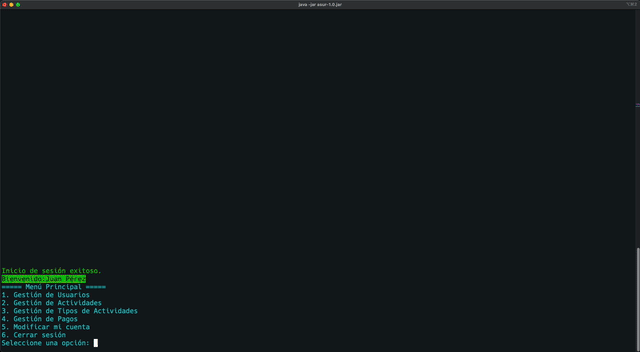 java -jar ssur-1.0.jar
Inicio de sesión exitoso.
Bienvenido,Juan Pérez
===== Menú Principal =====
1. Gestión de Usuarios
2. Gestión de Actividades
3. Gestión de Tipos de Actividades
4. Gestión de Pagos
5. Modificar mi cuenta
6. Cerrar sesión
Seleccione una opción: